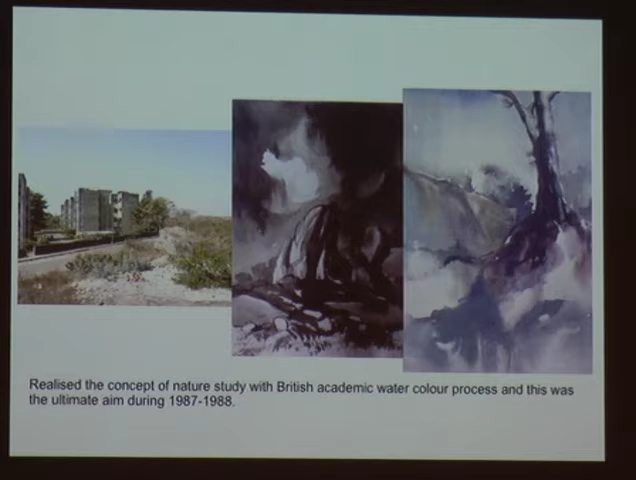 Realised the concept of nature study with British academic water colour process and this was
the ultimate aim during 1987-1988.